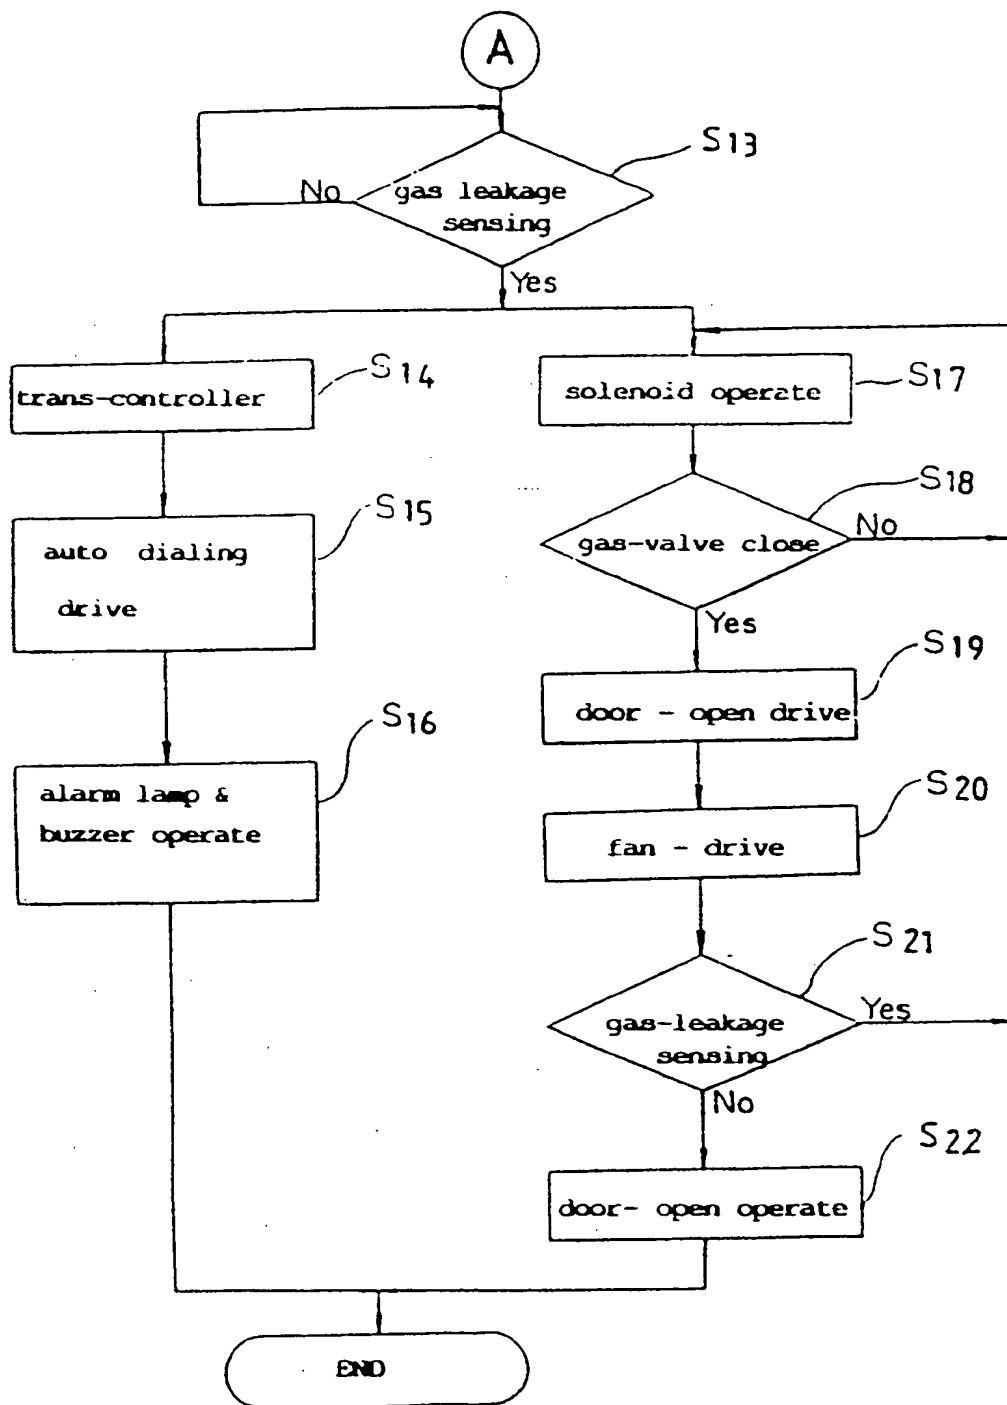 A
S13
No
gas leakage
sensing
Yes
trans-controller
S14
auto dialing
drive
S15
alarm lamp &
buzzer operate
S16
solenoid operate
S17
gas-valve close
S18
No
Yes
door - open drive
S19
fan - drive
S20
gas-leakage
sensing
S21
Yes
No
door- open operate
S22
END